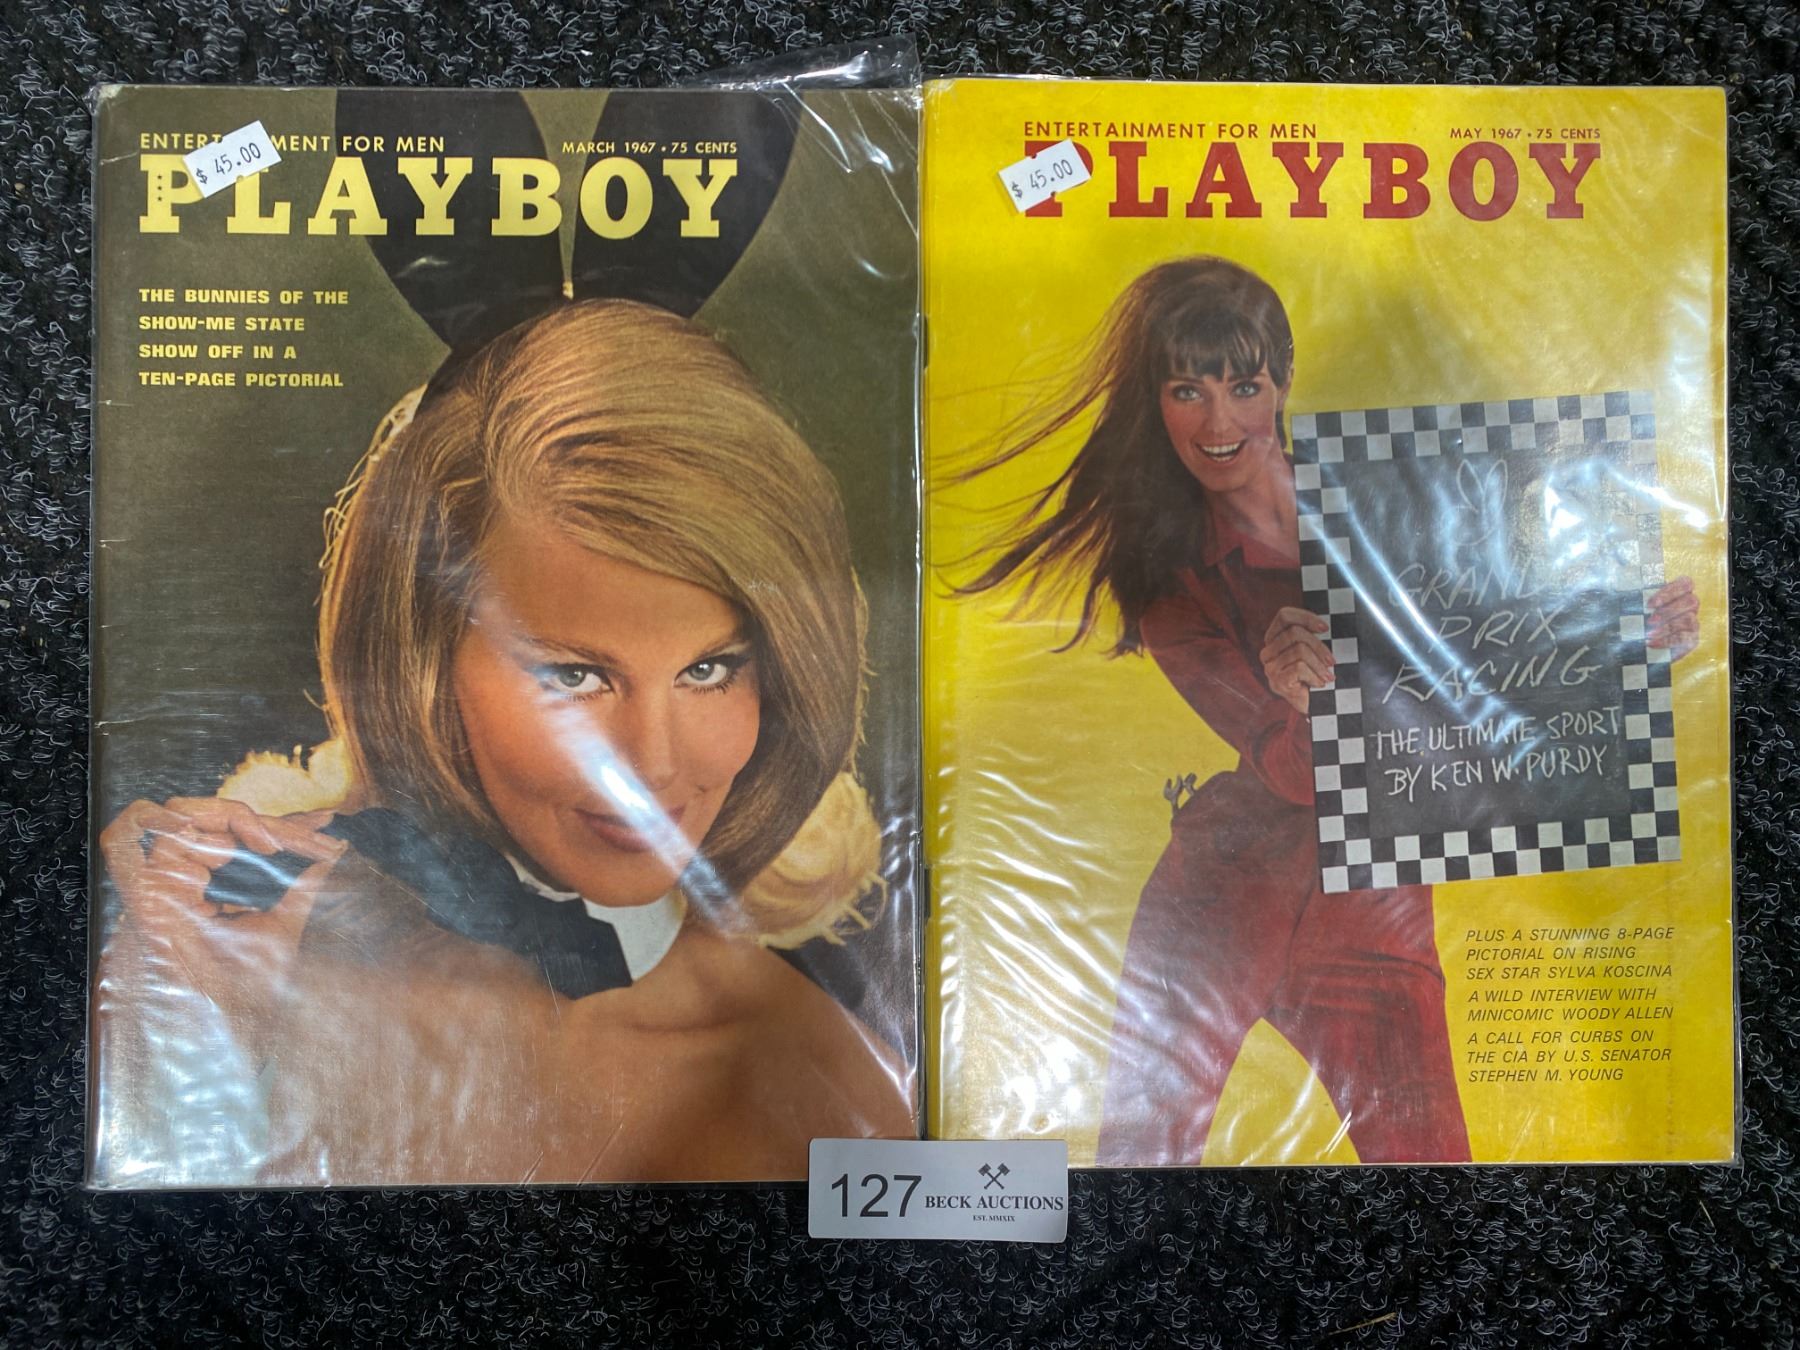 ENTERTAINMENT FOR MEN
MARCH 1967 • 75 CENTS
$ 45.00
PLAYBOY
THE BUNNIES OF THE
SHOW-ME STATE
SHOW OFF IN A
TEN-PAGE PICTORIAL
ENTERTAINMENT FOR MEN
MAY 1967 • 75 CENTS
$ 45.00
PLAYBOY
GRAND
PRIX
RACING
THE ULTIMATE SPORT
BY KEN W. PURDY
PLUS A STUNNING 8-PAGE
PICTORIAL ON RISING
SEX STAR SYLVA KOSCINA
A WILD INTERVIEW WITH
MINICOMIC WOODY ALLEN
A CALL FOR CURBS ON
THE CIA BY U.S. SENATOR
STEPHEN M. YOUNG
127
BECK AUCTIONS
EST. MMXIX